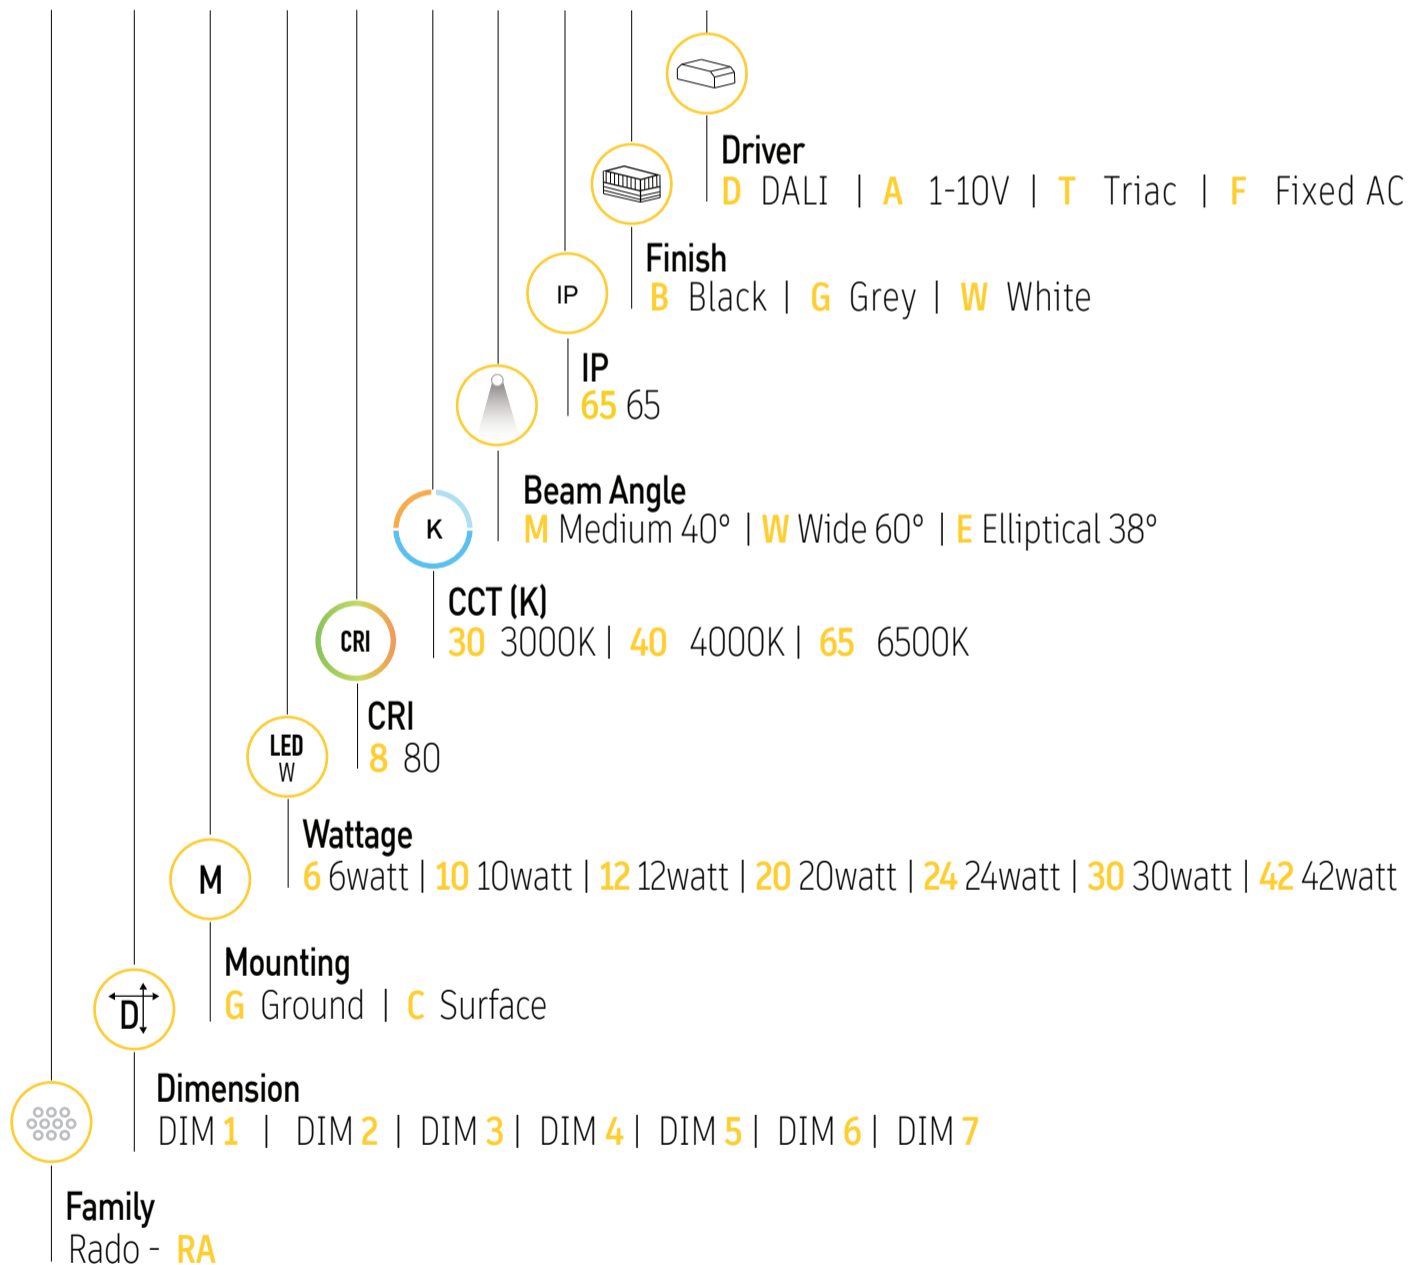 Driver
D DALI | A 1-10V | T Triac | F Fixed AC
Finish
B Black | G Grey | W White
IP
IP
65 65
Beam Angle
M Medium 40° | W Wide 60° | E Elliptical 38°
K
CCT (K)
30 3000K | 40 4000K | 65 6500K
CRI
CRI
8 80
LED
W
Wattage
6 6watt | 10 10watt | 12 12watt | 20 20watt | 24 24watt | 30 30watt | 42 42watt
M
Mounting
G Ground | C Surface
D
Dimension
DIM 1 | DIM 2 | DIM 3 | DIM 4 | DIM 5 | DIM 6 | DIM 7
Family
Rado - RA